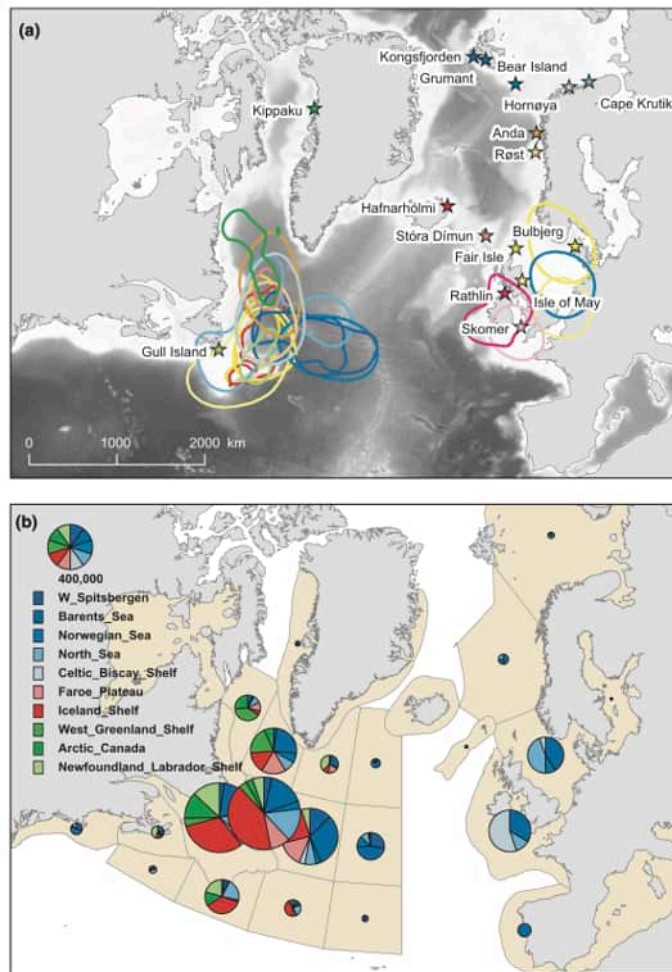 (a)
Kongsfjorden
Bear Island
Grumant
Kippaku
Hornøya
Cape Krutik
Anda
Røst
Hafnarhólmi
Stóra Dímun
Bulbjerg
Fair Isle
Rathlin
Isle of May
Skomer
Gull Island
0 1000 2000 km
(b)
400,000
W_Spitsbergen
Barents_Sea
Norwegian_Sea
North_Sea
Celtic_Biscay_Shelf
Faroe_Plateau
Iceland_Shelf
West_Greenland_Shelf
Arctic_Canada
Newfoundland_Labrador_Shelf